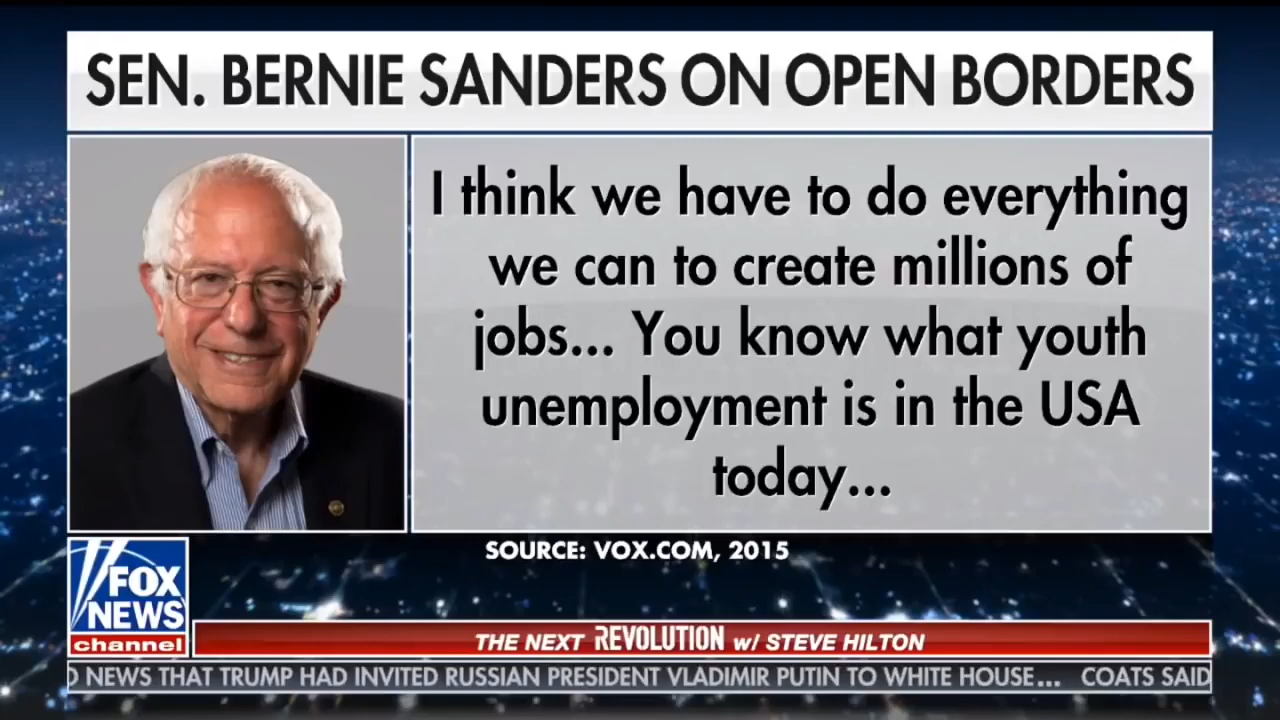 SEN. BERNIE SANDERS ON OPEN BORDERS
I think we have to do everything
we can to create millions of
jobs... You know what youth
unemployment is in the USA
today...
SOURCE: VOX.COM, 2015
FOX
NEWS
channel
THE NEXT REVOLUTION w/ STEVE HILTON
D NEWS THAT TRUMP HAD INVITED RUSSIAN PRESIDENT VLADIMIR PUTIN TO WHITE HOUSE... COATS SAID